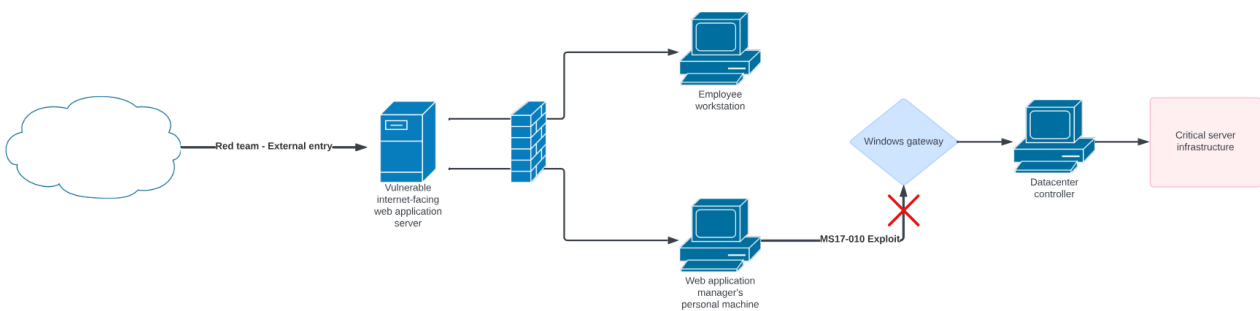 Red team - External entry
Vulnerable
internet-facing
web application
server
Employee
workstation
Web application
manager's
personal machine
MS17-010 Exploit
Windows gateway
Datacenter
controller
Critical server
infrastructure